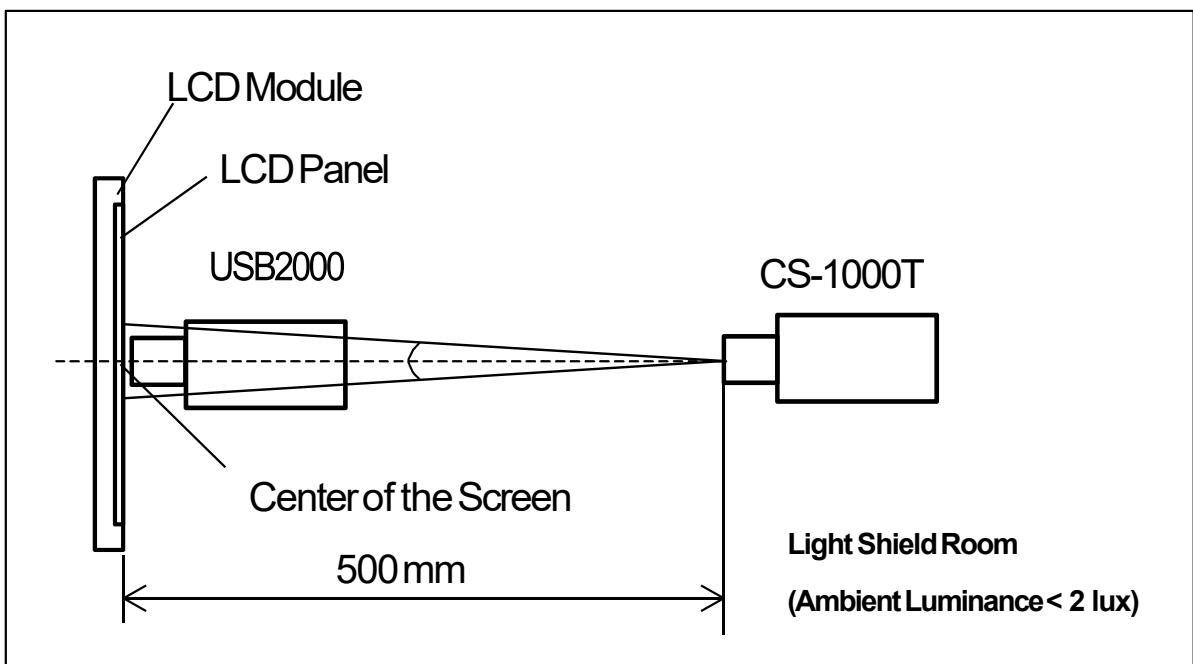 LCD Module
LCD Panel
USB2000
CS-1000T
Center of the Screen
500 mm
Light Shield Room
(Ambient Luminance < 2 lux)